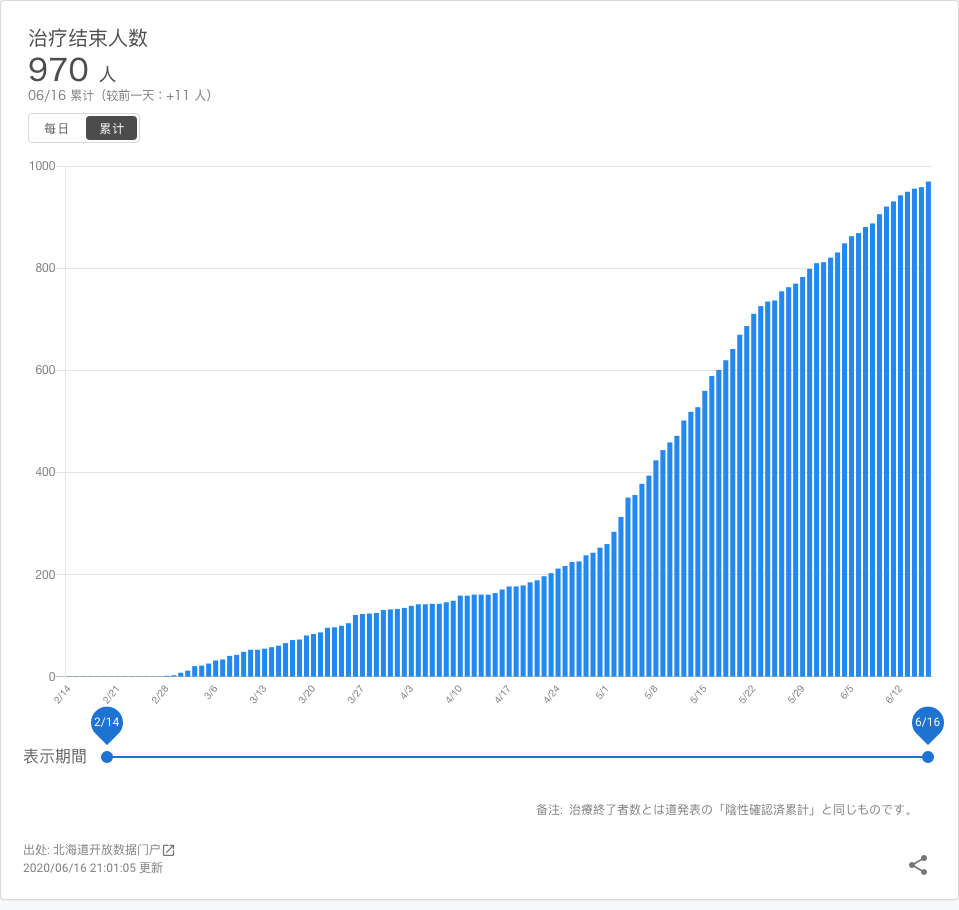 治疗结束人数
970 人
06/16 累计（较前一天：+11 人）
每日 累计
1000
800
600
400
200
0
2/14 2/21 2/28 3/6 3/13 3/20 3/27 4/3 4/10 4/17 4/24 5/1 5/8 5/15 5/22 5/29 6/5 6/12
2/14 6/16
表示期間
备注: 治療終了者数とは道発表の「陰性確認済累計」と同じものです。
出处: 北海道开放数据门户
2020/06/16 21:01:05 更新